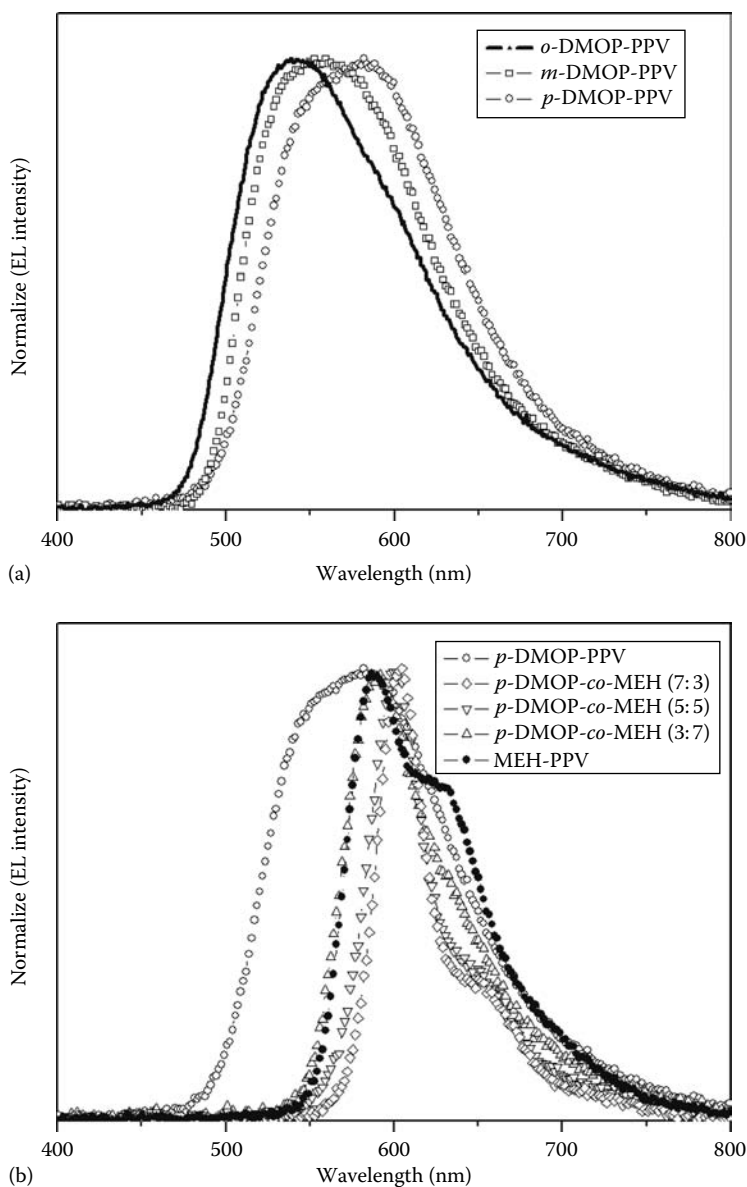 Normalize (EL intensity)
o-DMOP-PPV
m-DMOP-PPV
p-DMOP-PPV
400
500
600
700
800
(a)
Wavelength (nm)
Normalize (EL intensity)
p-DMOP-PPV
p-DMOP-co-MEH (7:3)
p-DMOP-co-MEH (5:5)
p-DMOP-co-MEH (3:7)
MEH-PPV
400
500
600
700
800
(b)
Wavelength (nm)